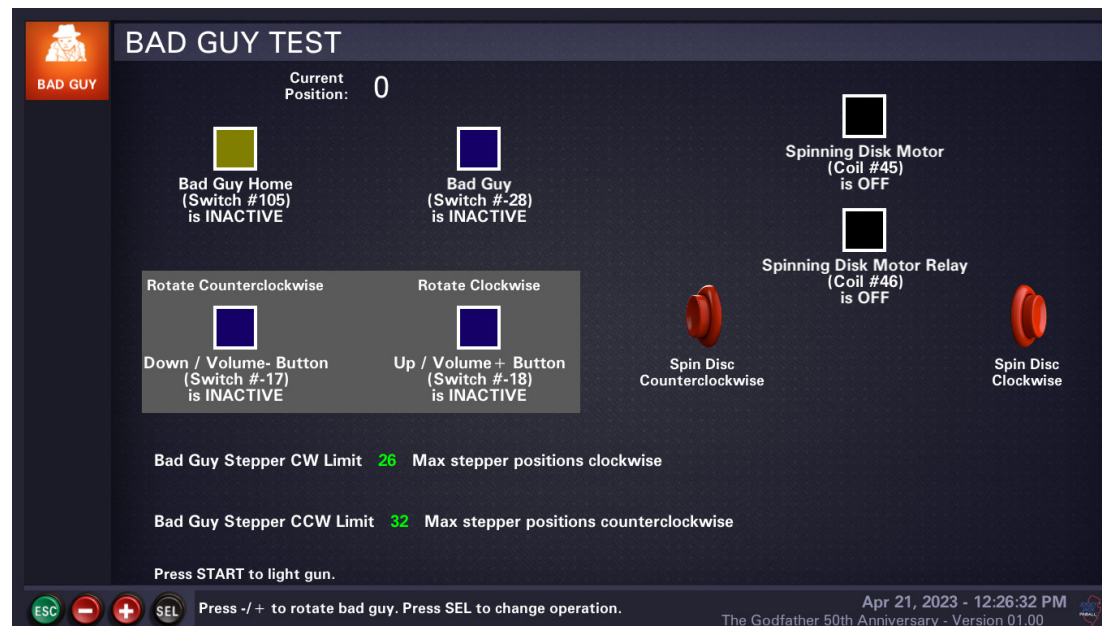 BAD GUY TEST
BAD GUY
Current
Position: 0
Bad Guy Home
(Switch #105)
is INACTIVE
Bad Guy
(Switch #-28)
is INACTIVE
Spinning Disk Motor
(Coil #45)
is OFF
Spinning Disk Motor Relay
(Coil #46)
is OFF
Rotate Counterclockwise
Down / Volume- Button
(Switch #-17)
is INACTIVE
Rotate Clockwise
Up / Volume+ Button
(Switch #-18)
is INACTIVE
Spin Disc
Counterclockwise
Spin Disc
Clockwise
Bad Guy Stepper CW Limit 26 Max stepper positions clockwise
Bad Guy Stepper CCW Limit 32 Max stepper positions counterclockwise
Press START to light gun.
ESC - + SEL Press -/+ to rotate bad guy. Press SEL to change operation.
Apr 21, 2023 - 12:26:32 PM
The Godfather 50th Anniversary - Version 01.00